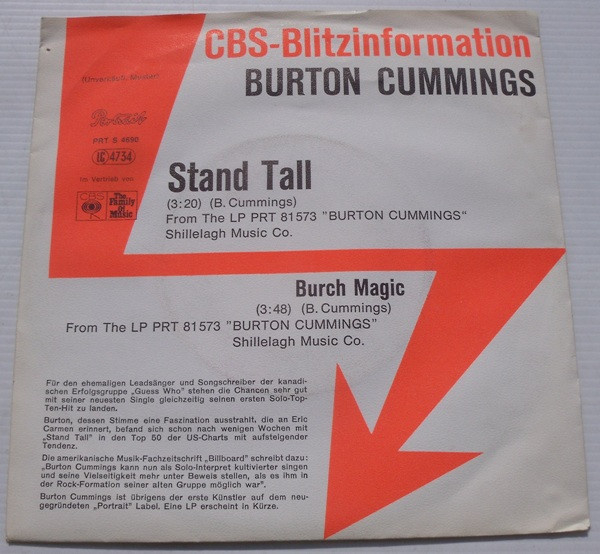 CBS-Blitzinformation
BURTON CUMMINGS
Portrait
PRT S 4690
LC 4754
Im Vertrieb von
CBS
The Family of Music
Stand Tall
(3:20) (B. Cummings)
From The LP PRT 81573 "BURTON CUMMINGS"
Shillelagh Music Co.
Burch Magic
(3:48) (B. Cummings)
From The LP PRT 81573 "BURTON CUMMINGS"
Shillelagh Music Co.
Für den ehemaligen Leadsänger und Songschreiber der kanadi-
schen Erfolgsgruppe „Guess Who" stehen die Chancen sehr gut
mit seiner neuesten Single gleichzeitig seinen ersten Solo-Top-
Ten-Hit zu landen.
Burton, dessen Stimme eine Faszination ausstrahlt, die an Eric
Carmen erinnert, befand sich schon nach wenigen Wochen mit
„Stand Tall" in den Top 50 der US-Charts mit aufsteigender
Tendenz.
Die amerikanische Musik-Fachzeitschrift „Billboard" schreibt dazu:
„Burton Cummings kann nun als Solo-Interpret kultivierter singen
und seine Vielseitigkeit mehr unter Beweis stellen, als es ihm in
der Rock-Formation seiner alten Gruppe möglich war".
Burton Cummings ist übrigens der erste Künstler auf dem neu-
gegründeten „Portrait" Label. Eine LP erscheint in Kürze.